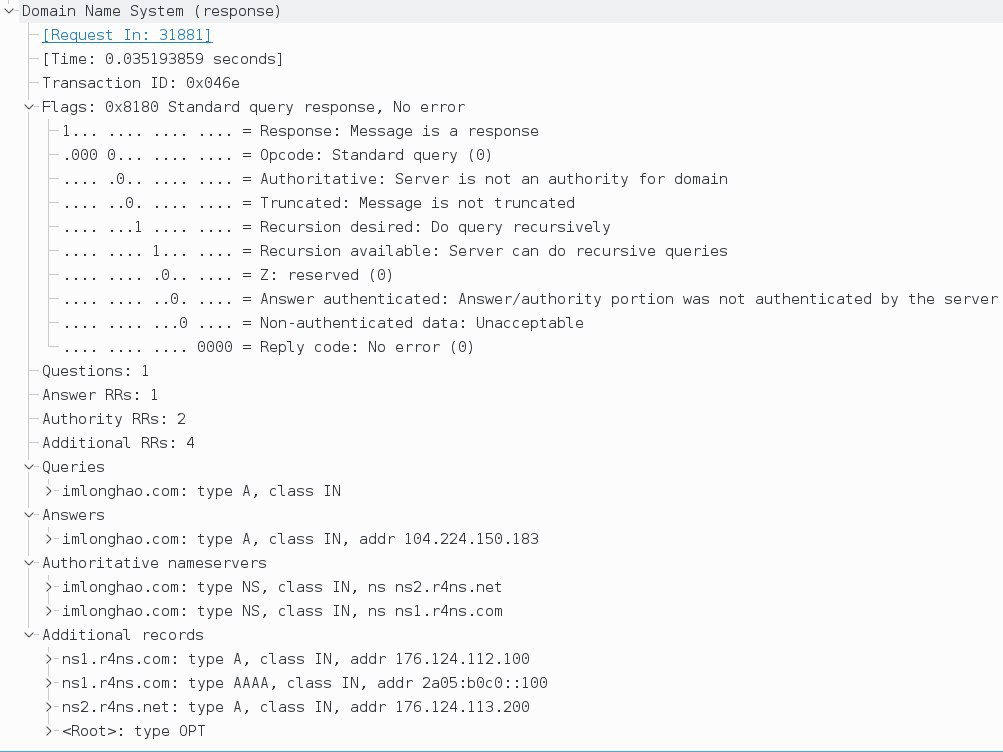 Domain Name System (response)
[Request In: 31881]
[Time: 0.035193859 seconds]
Transaction ID: 0x046e
Flags: 0x8180 Standard query response, No error
1... .... .... .... = Response: Message is a response
.000 0... .... .... = Opcode: Standard query (0)
.... .0.. .... .... = Authoritative: Server is not an authority for domain
.... ..0. .... .... = Truncated: Message is not truncated
.... ...1 .... .... = Recursion desired: Do query recursively
.... .... 1... .... = Recursion available: Server can do recursive queries
.... .... .0.. .... = Z: reserved (0)
.... .... ..0. .... = Answer authenticated: Answer/authority portion was not authenticated by the server
.... .... ...0 .... = Non-authenticated data: Unacceptable
.... .... .... 0000 = Reply code: No error (0)
Questions: 1
Answer RRs: 1
Authority RRs: 2
Additional RRs: 4
Queries
imlonghao.com: type A, class IN
Answers
imlonghao.com: type A, class IN, addr 104.224.150.183
Authoritative nameservers
imlonghao.com: type NS, class IN, ns ns2.r4ns.net
imlonghao.com: type NS, class IN, ns ns1.r4ns.com
Additional records
ns1.r4ns.com: type A, class IN, addr 176.124.112.100
ns1.r4ns.com: type AAAA, class IN, addr 2a05:b0c0::100
ns2.r4ns.net: type A, class IN, addr 176.124.113.200
<Root>: type OPT